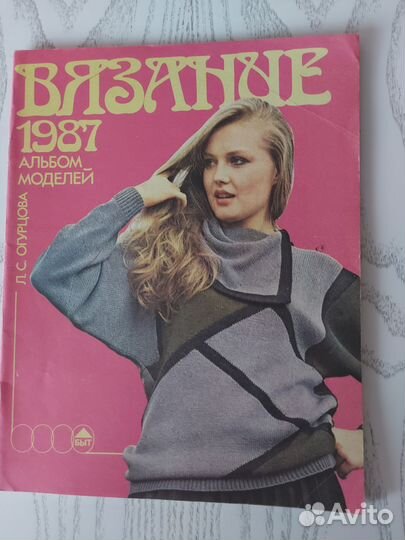 ВЯЗАНИЕ
1987
АЛЬБОМ
МОДЕЛЕЙ
Л.С. ОГУРЦОВА
БЫТ
Avito